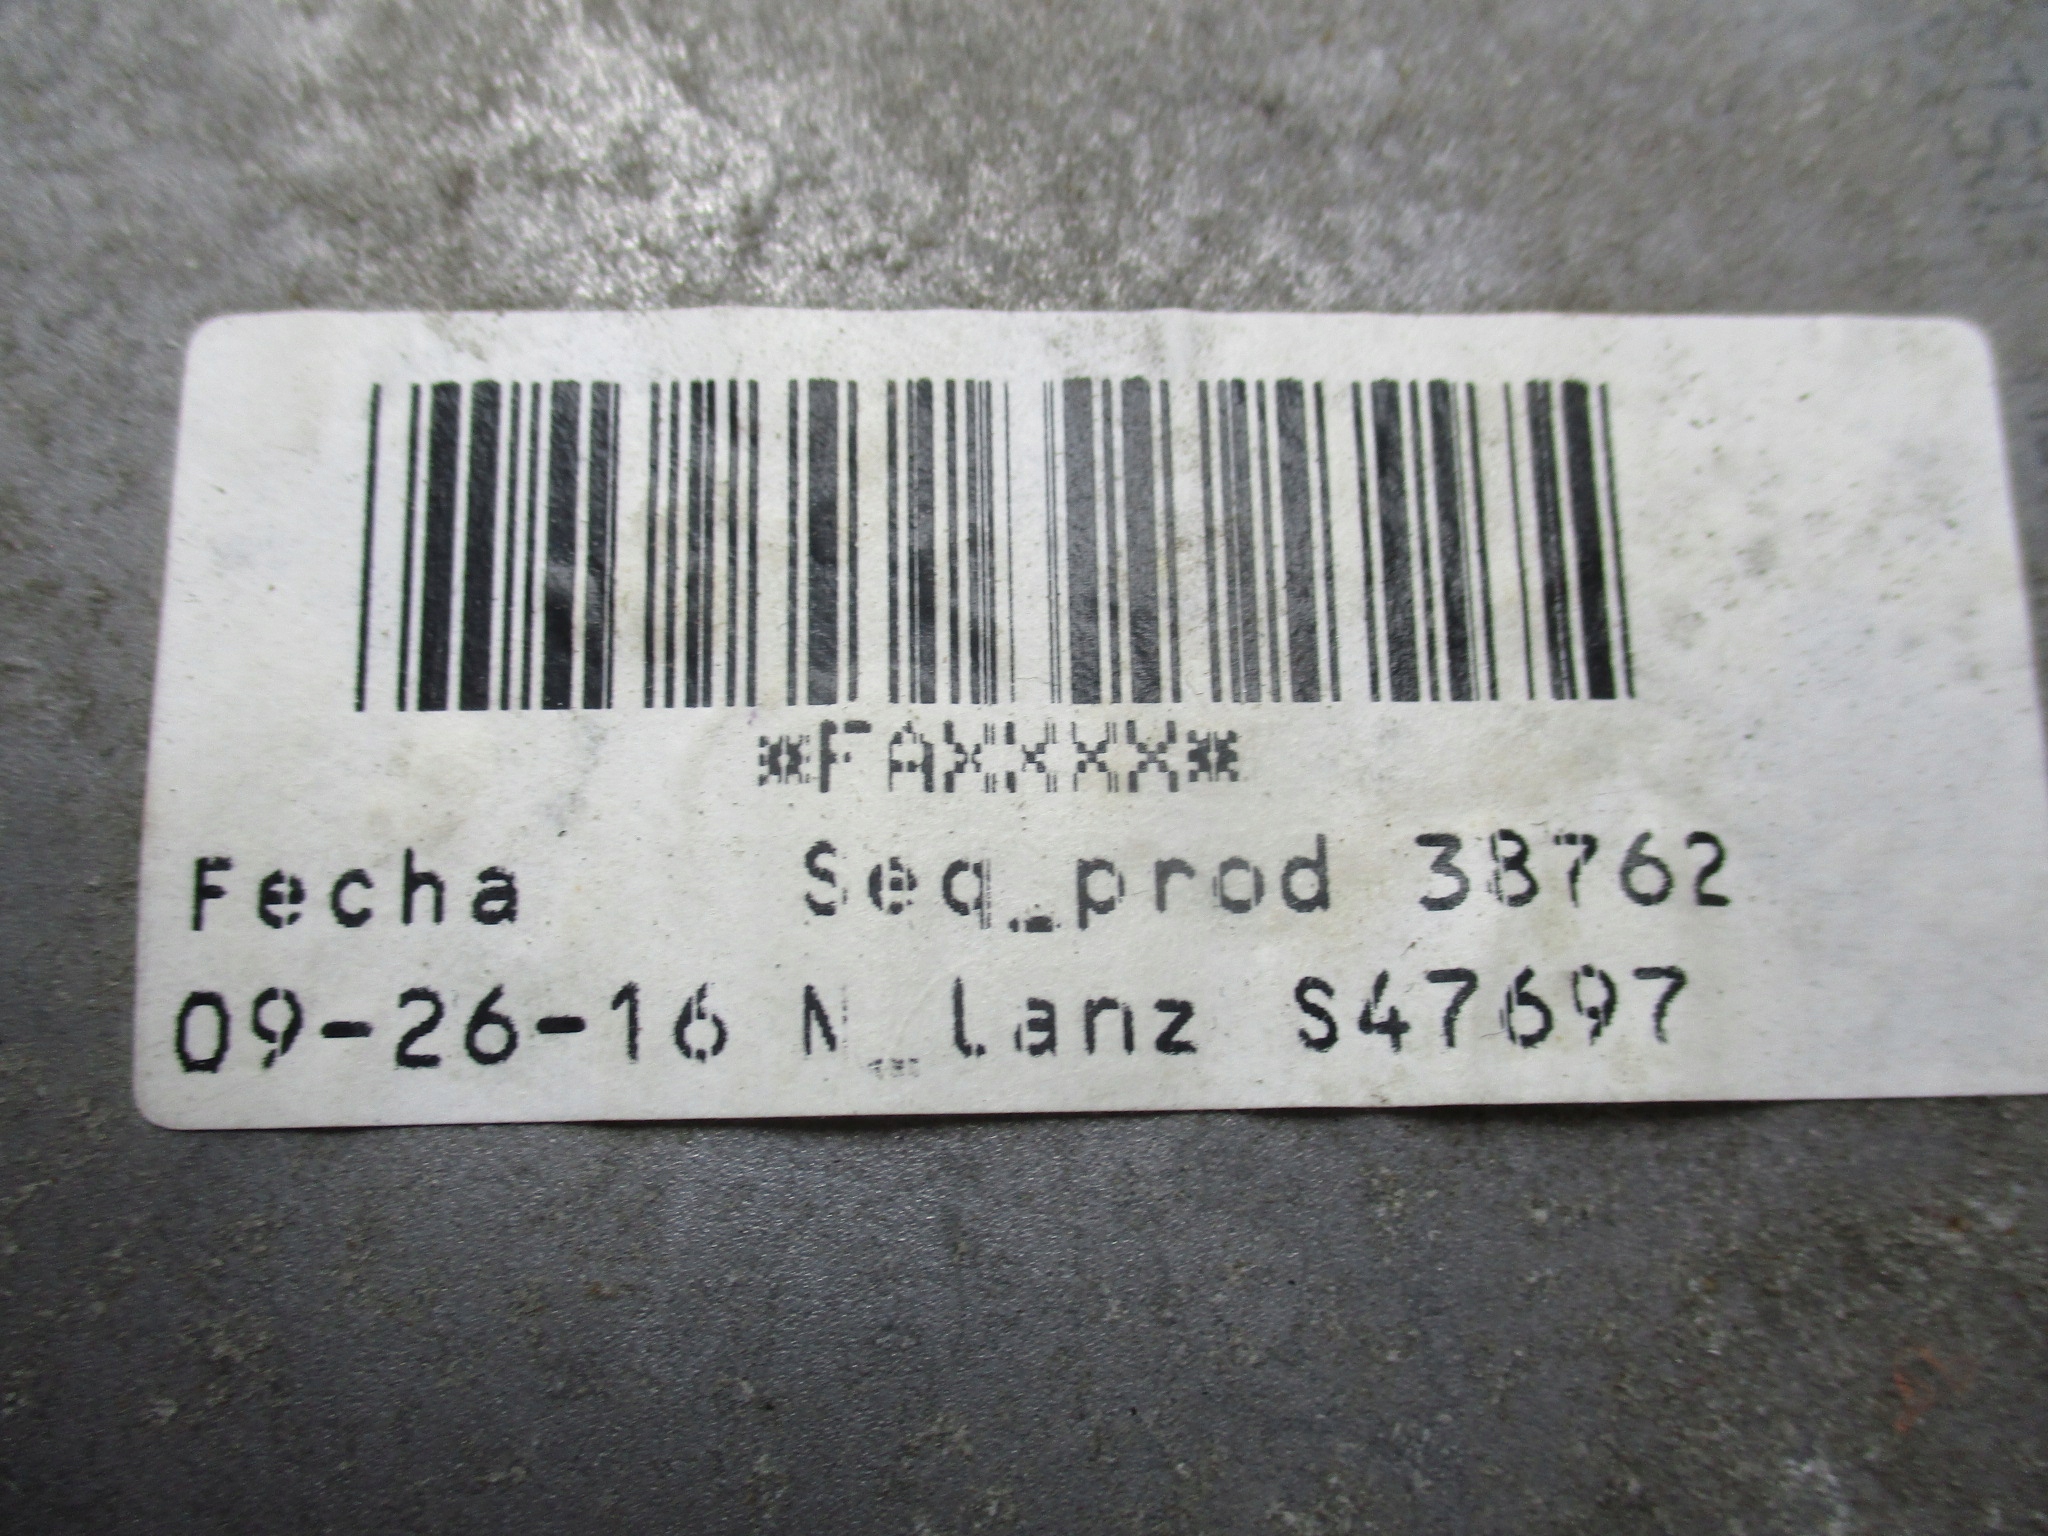 *FAXXXX*
Fecha Seq_prod 38762
09-26-16 N_lanz S47697